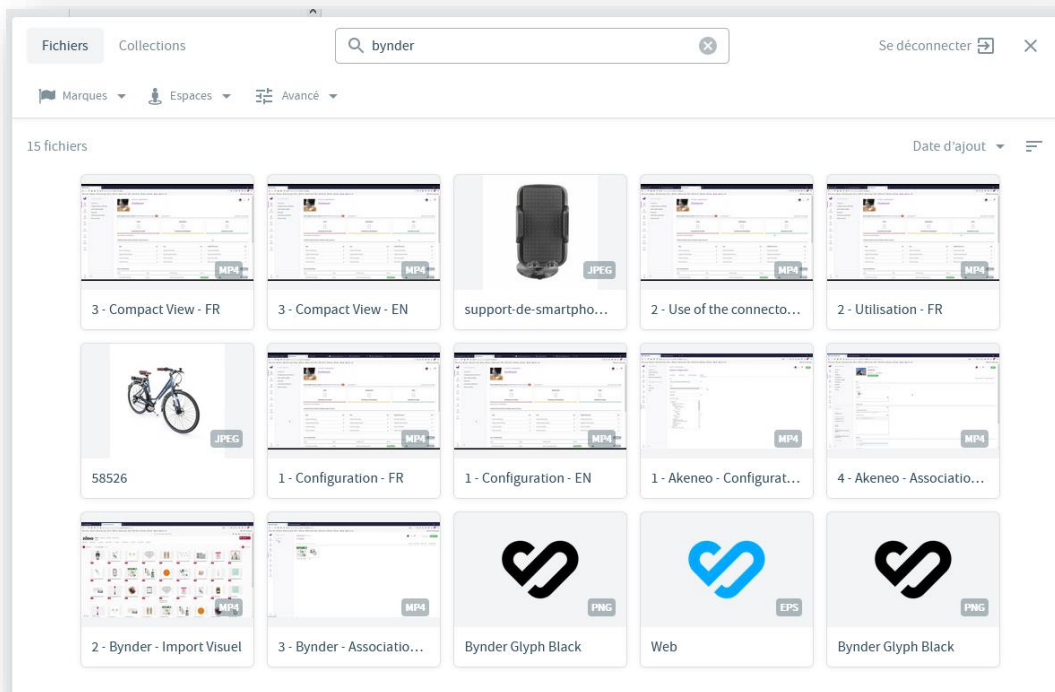 Fichiers Collections bynder Se déconnecter
Marques Espaces Avancé
15 fichiers Date d'ajout
MP4 MP4 JPEG MP4 MP4
3 - Compact View - FR 3 - Compact View - EN support-de-smartpho... 2 - Use of the connecto... 2 - Utilisation - FR
JPEG MP4 MP4 MP4 MP4
58526 1 - Configuration - FR 1 - Configuration - EN 1 - Akeneo - Configurat... 4 - Akeneo - Associatio...
MP4 MP4 PNG EPS PNG
2 - Bynder - Import Visuel 3 - Bynder - Associatio... Bynder Glyph Black Web Bynder Glyph Black